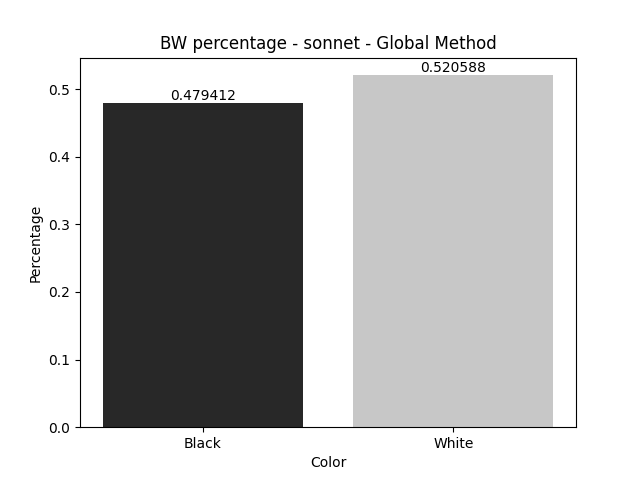 BW percentage - sonnet - Global Method
0.520588
0.479412
0.5
0.4
0.3
0.2
0.1
0.0
Percentage
Black
White
Color